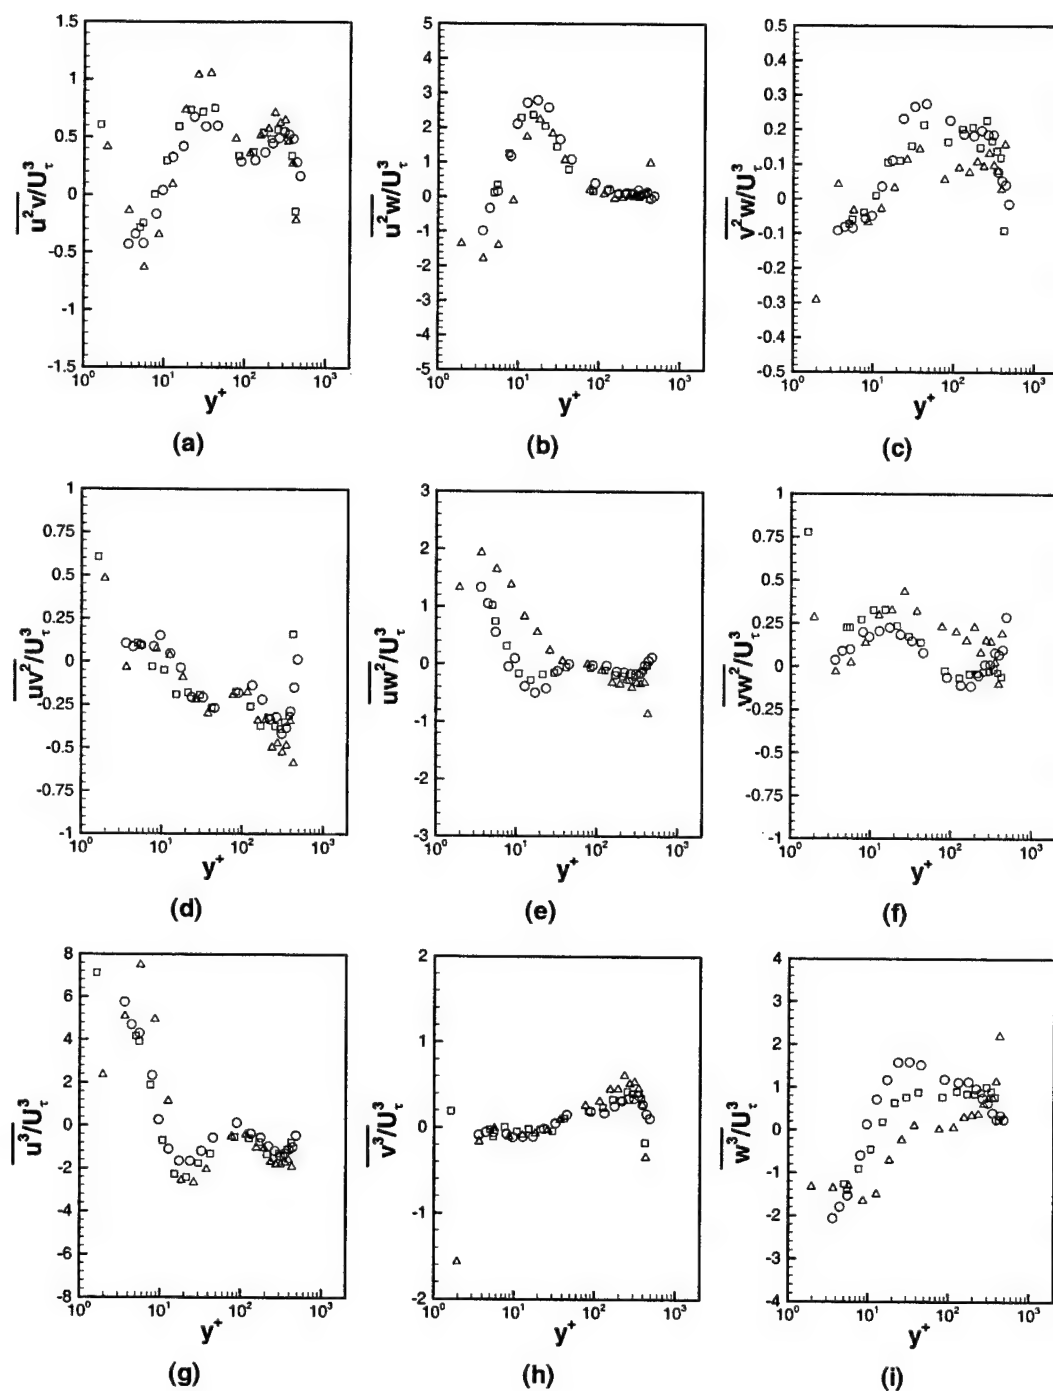 1.5
1
0.5
0
-0.5
-1
-1.5
u²v/U³τ
10⁰ 10¹ 10² 10³
y⁺
(a)
5
4
3
2
1
0
-1
-2
-3
-4
-5
u²w/U³τ
10⁰ 10¹ 10² 10³
y⁺
(b)
0.5
0.4
0.3
0.2
0.1
0
-0.1
-0.2
-0.3
-0.4
-0.5
v²w/U³τ
10⁰ 10¹ 10² 10³
y⁺
(c)
1
0.75
0.5
0.25
0
-0.25
-0.5
-0.75
-1
uv²/U³τ
10⁰ 10¹ 10² 10³
y⁺
(d)
3
2
1
0
-1
-2
-3
uw²/U³τ
10⁰ 10¹ 10² 10³
y⁺
(e)
1
0.75
0.5
0.25
0
-0.25
-0.5
-0.75
-1
vw²/U³τ
10⁰ 10¹ 10² 10³
y⁺
(f)
8
6
4
2
0
-2
-4
-6
-8
u³/U³τ
10⁰ 10¹ 10² 10³
y⁺
(g)
2
1
0
-1
-2
v³/U³τ
10⁰ 10¹ 10² 10³
y⁺
(h)
4
3
2
1
0
-1
-2
-3
-4
w³/U³τ
10⁰ 10¹ 10² 10³
y⁺
(i)